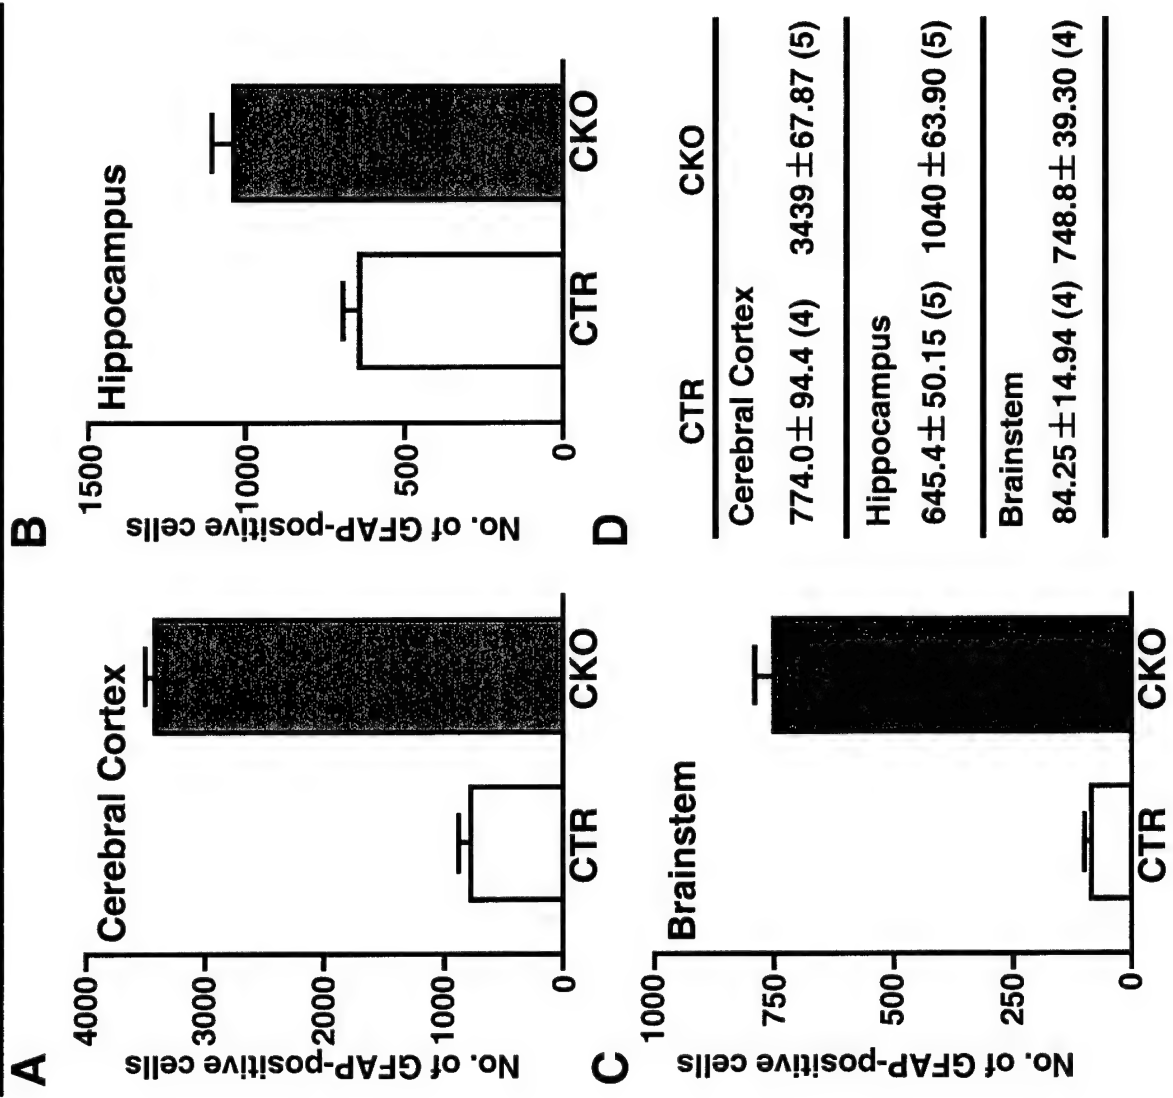 A
Cerebral Cortex
No. of GFAP-positive cells
4000
3000
2000
1000
0
CTR
CKO
B
Hippocampus
No. of GFAP-positive cells
1500
1000
500
0
CTR
CKO
C
Brainstem
No. of GFAP-positive cells
1000
750
500
250
0
CTR
CKO
D
CTR CKO
Cerebral Cortex
774.0±94.4 (4) 3439±67.87 (5)
Hippocampus
645.4±50.15 (5) 1040±63.90 (5)
Brainstem
84.25±14.94 (4) 748.8±39.30 (4)